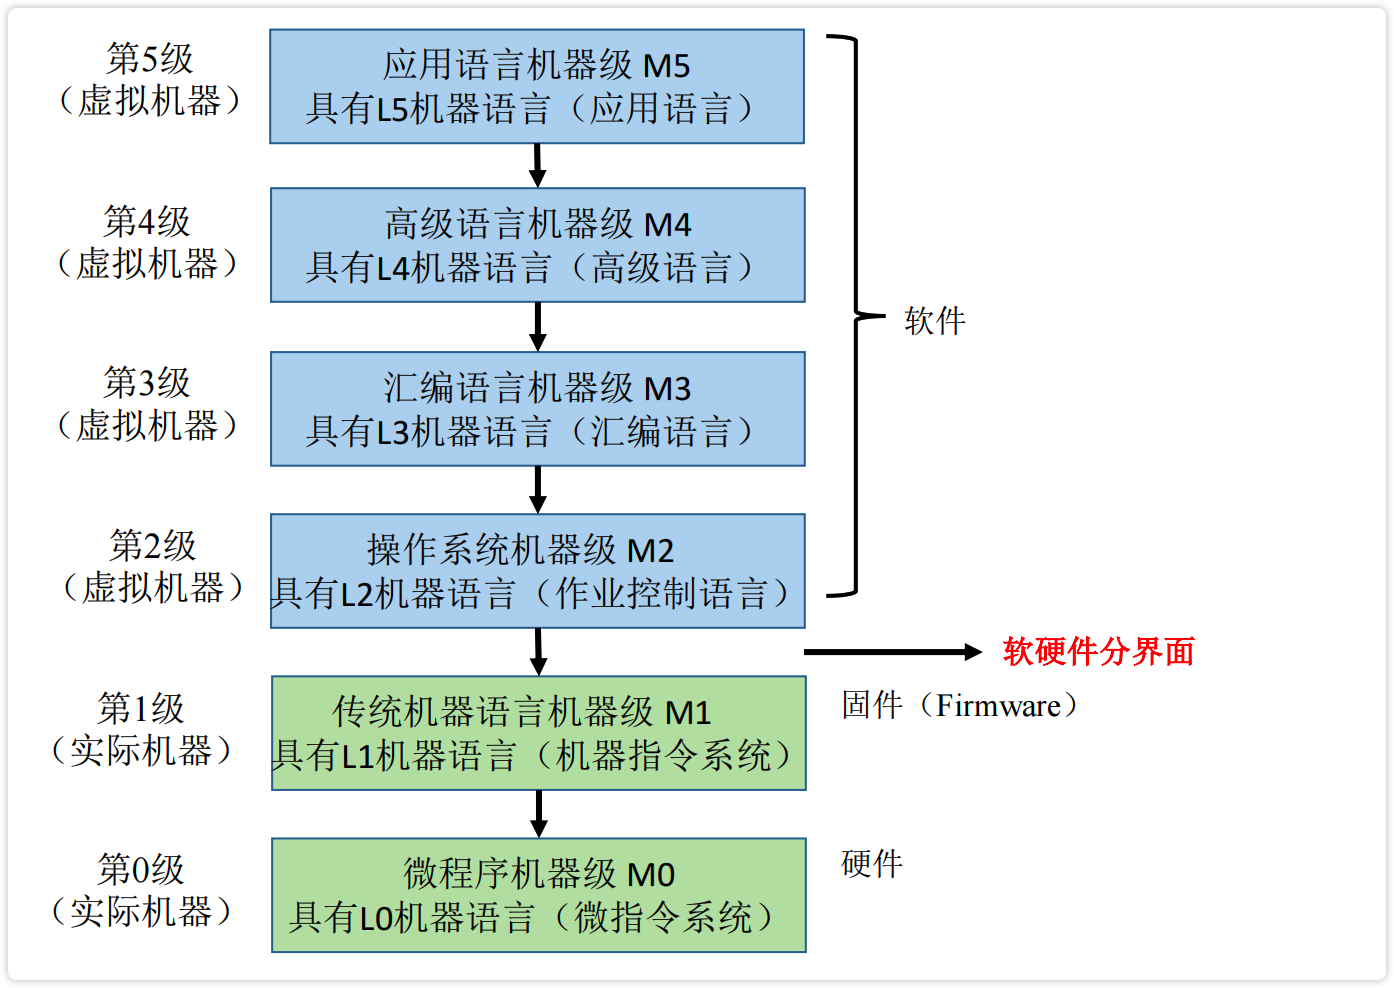 第5级
（虚拟机器）
应用语言机器级 M5
具有L5机器语言（应用语言）
第4级
（虚拟机器）
高级语言机器级 M4
具有L4机器语言（高级语言）
软件
第3级
（虚拟机器）
汇编语言机器级 M3
具有L3机器语言（汇编语言）
第2级
（虚拟机器）
操作系统机器级 M2
具有L2机器语言（作业控制语言）
软硬件分界面
第1级
（实际机器）
传统机器语言机器级 M1
具有L1机器语言（机器指令系统）
固件（Firmware）
第0级
（实际机器）
微程序机器级 M0
具有L0机器语言（微指令系统）
硬件